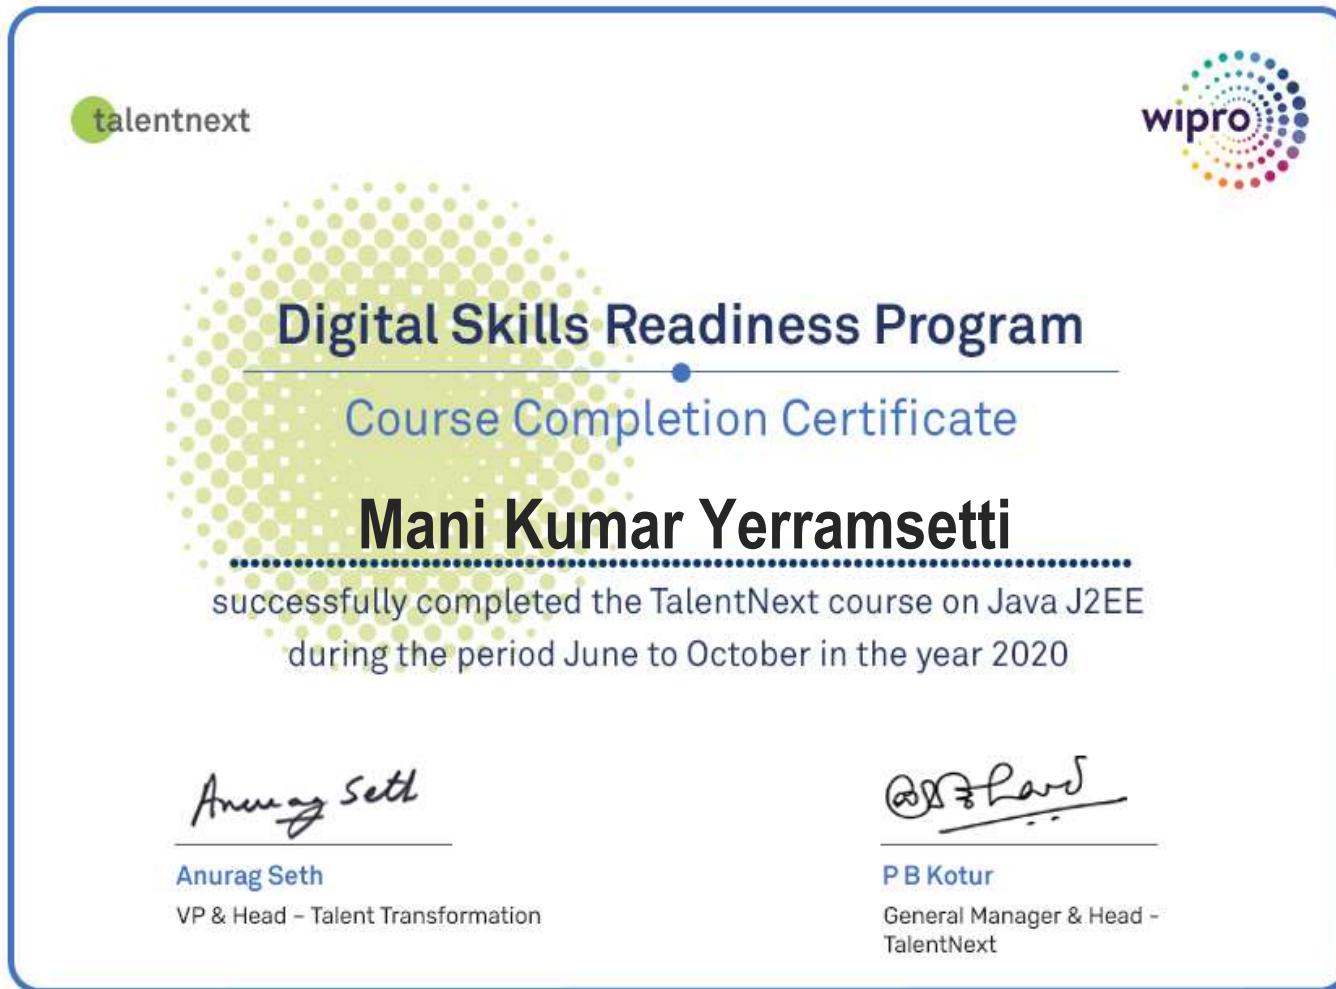 talentnext
wipro
Digital Skills Readiness Program
Course Completion Certificate
Mani Kumar Yerramsetti
successfully completed the TalentNext course on Java J2EE
during the period June to October in the year 2020
Anurag Seth
Anurag Seth
VP & Head – Talent Transformation
P B Kotur
General Manager & Head -
TalentNext